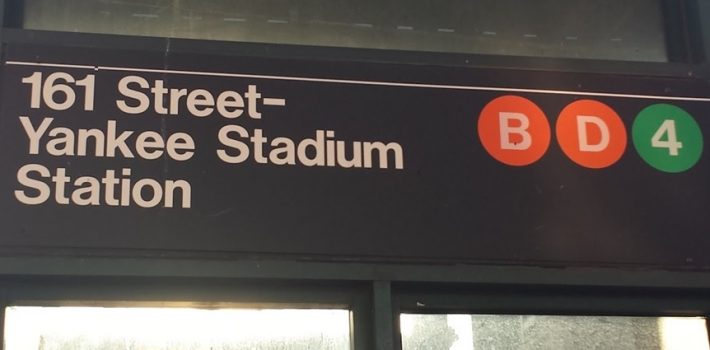 161 Street–
Yankee Stadium
Station
B D 4